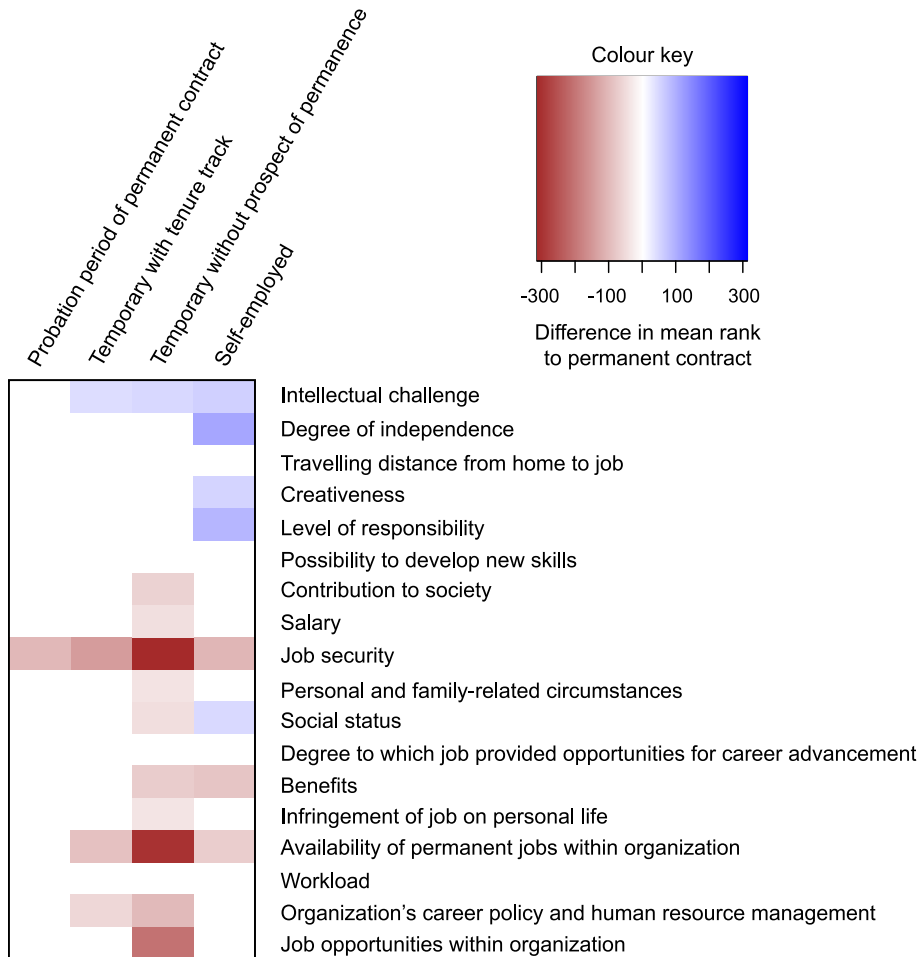 Probation period of permanent contract
Temporary with tenure track
Temporary without prospect of permanence
Self-employed
Colour key
-300 -100 100 300
Difference in mean rank
to permanent contract
Intellectual challenge
Degree of independence
Travelling distance from home to job
Creativeness
Level of responsibility
Possibility to develop new skills
Contribution to society
Salary
Job security
Personal and family-related circumstances
Social status
Degree to which job provided opportunities for career advancement
Benefits
Infringement of job on personal life
Availability of permanent jobs within organization
Workload
Organization’s career policy and human resource management
Job opportunities within organization